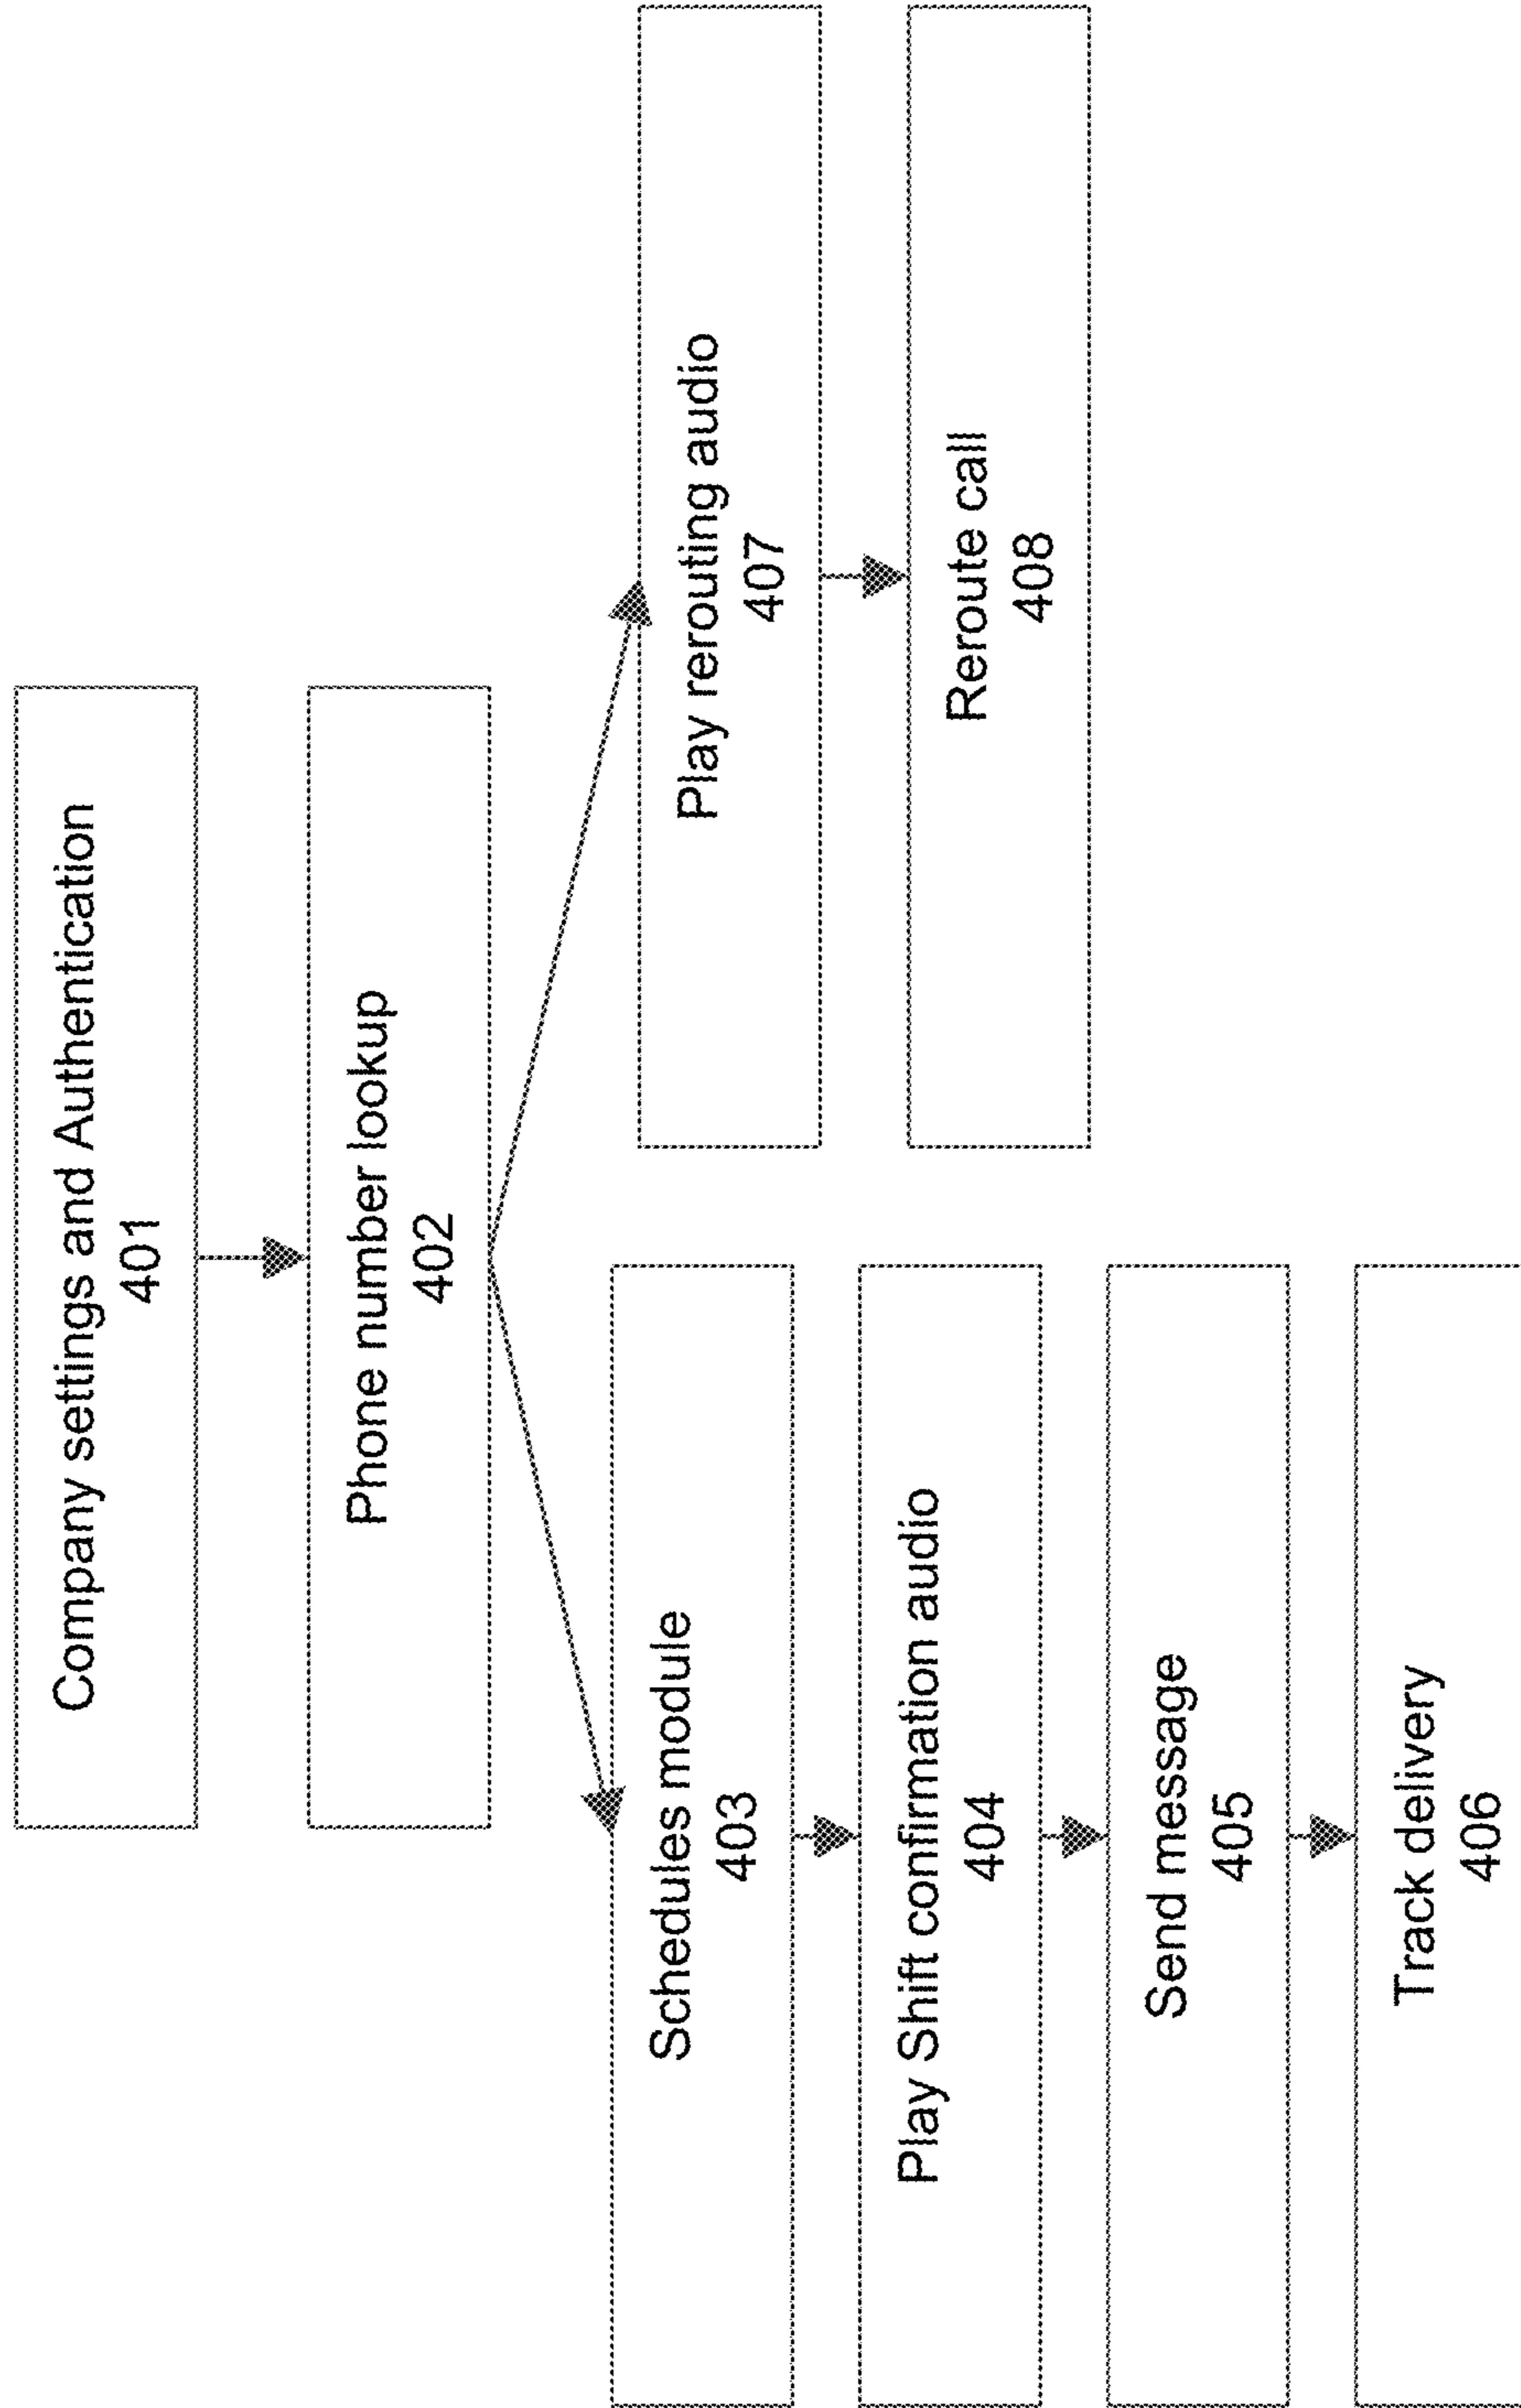 Company settings and Authentication
401
Phone number lookup
402
Schedules module
403
Play Shift confirmation audio
404
Send message
405
Track delivery
406
Play rerouting audio
407
Reroute call
408